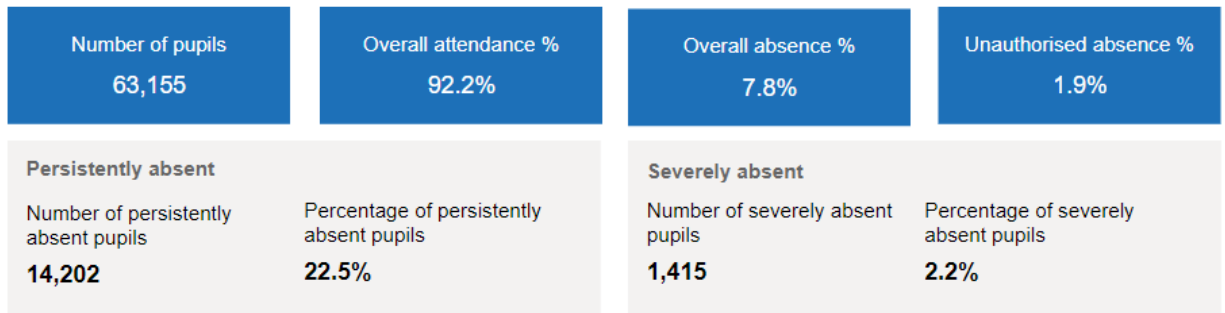 Number of pupils
63,155
Overall attendance %
92.2%
Overall absence %
7.8%
Unauthorised absence %
1.9%
Persistently absent
Number of persistently
absent pupils
14,202
Percentage of persistently
absent pupils
22.5%
Severely absent
Number of severely absent
pupils
1,415
Percentage of severely
absent pupils
2.2%